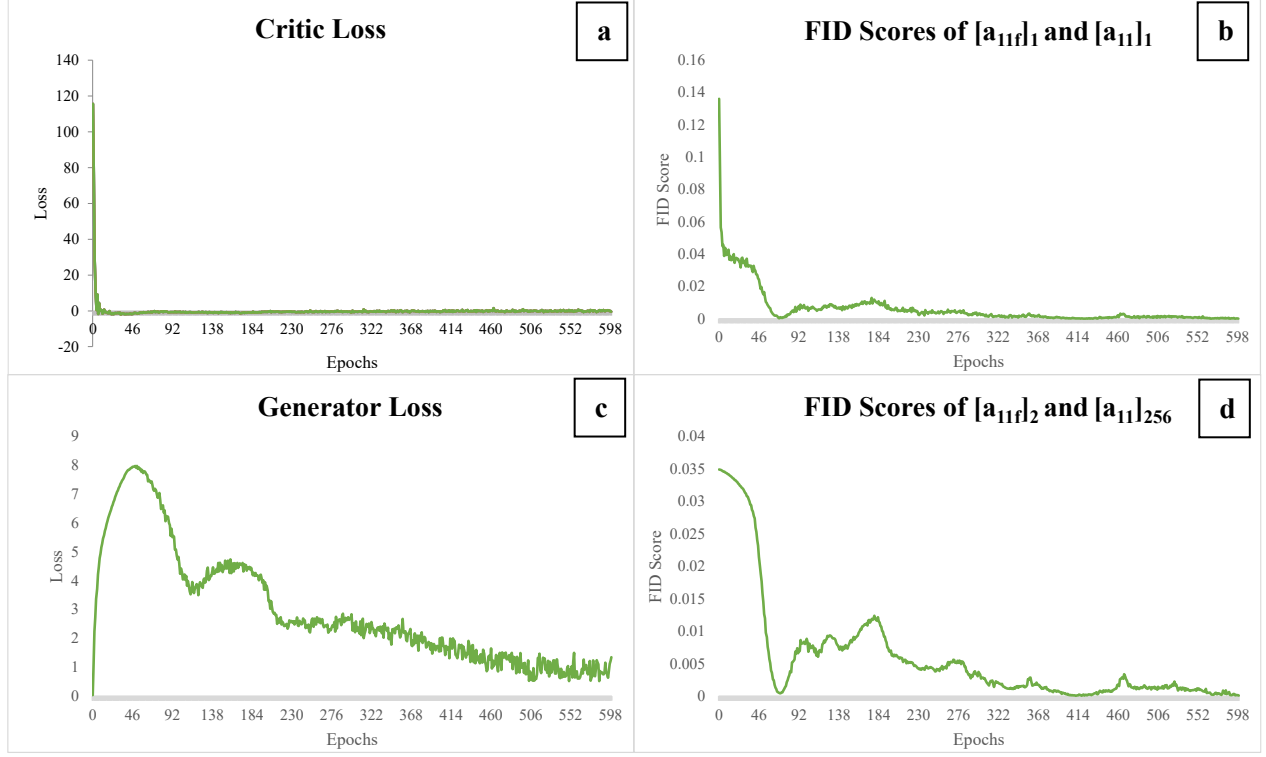 Critic Loss
a
140
120
100
80
60
40
20
0
-20
Loss
0 46 92 138 184 230 276 322 368 414 460 506 552 598
Epochs
FID Scores of [a11f]1 and [a11]1
b
0.16
0.14
0.12
0.1
0.08
0.06
0.04
0.02
0
FID Score
0 46 92 138 184 230 276 322 368 414 460 506 552 598
Epochs
Generator Loss
c
9
8
7
6
5
4
3
2
1
0
Loss
0 46 92 138 184 230 276 322 368 414 460 506 552 598
Epochs
FID Scores of [a11f]2 and [a11]256
d
0.04
0.035
0.03
0.025
0.02
0.015
0.01
0.005
0
FID Score
0 46 92 138 184 230 276 322 368 414 460 506 552 598
Epochs